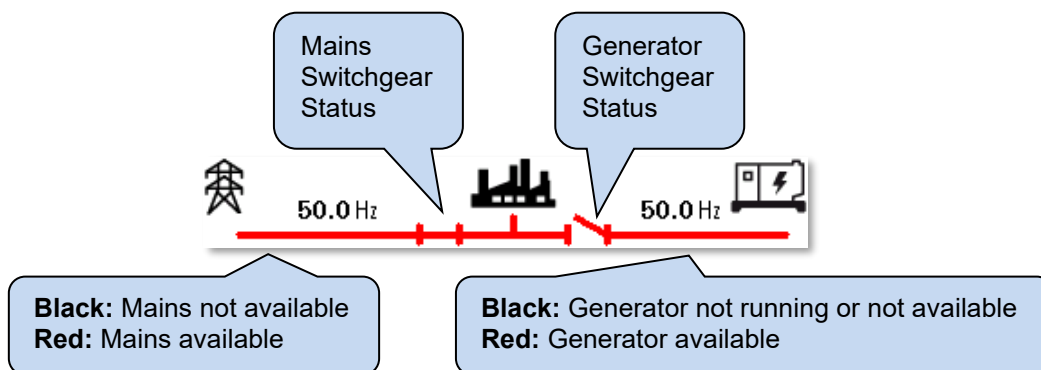 Mains
Switchgear
Status
Generator
Switchgear
Status
50.0 Hz
50.0 Hz
Black: Mains not available
Red: Mains available
Black: Generator not running or not available
Red: Generator available